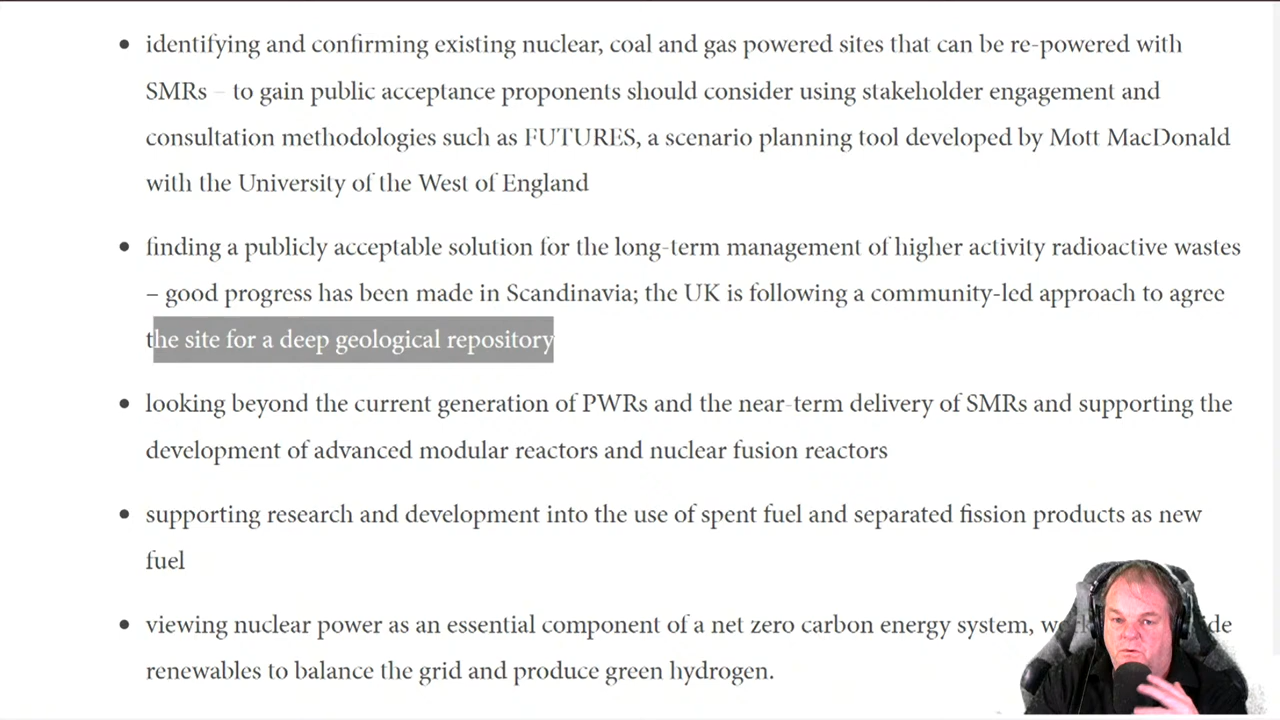 • identifying and confirming existing nuclear, coal and gas powered sites that can be re-powered with
SMRs – to gain public acceptance proponents should consider using stakeholder engagement and
consultation methodologies such as FUTURES, a scenario planning tool developed by Mott MacDonald
with the University of the West of England
• finding a publicly acceptable solution for the long-term management of higher activity radioactive wastes
– good progress has been made in Scandinavia; the UK is following a community-led approach to agree
the site for a deep geological repository
• looking beyond the current generation of PWRs and the near-term delivery of SMRs and supporting the
development of advanced modular reactors and nuclear fusion reactors
• supporting research and development into the use of spent fuel and separated fission products as new
fuel
• viewing nuclear power as an essential component of a net zero carbon energy system,
renewables to balance the grid and produce green hydrogen.